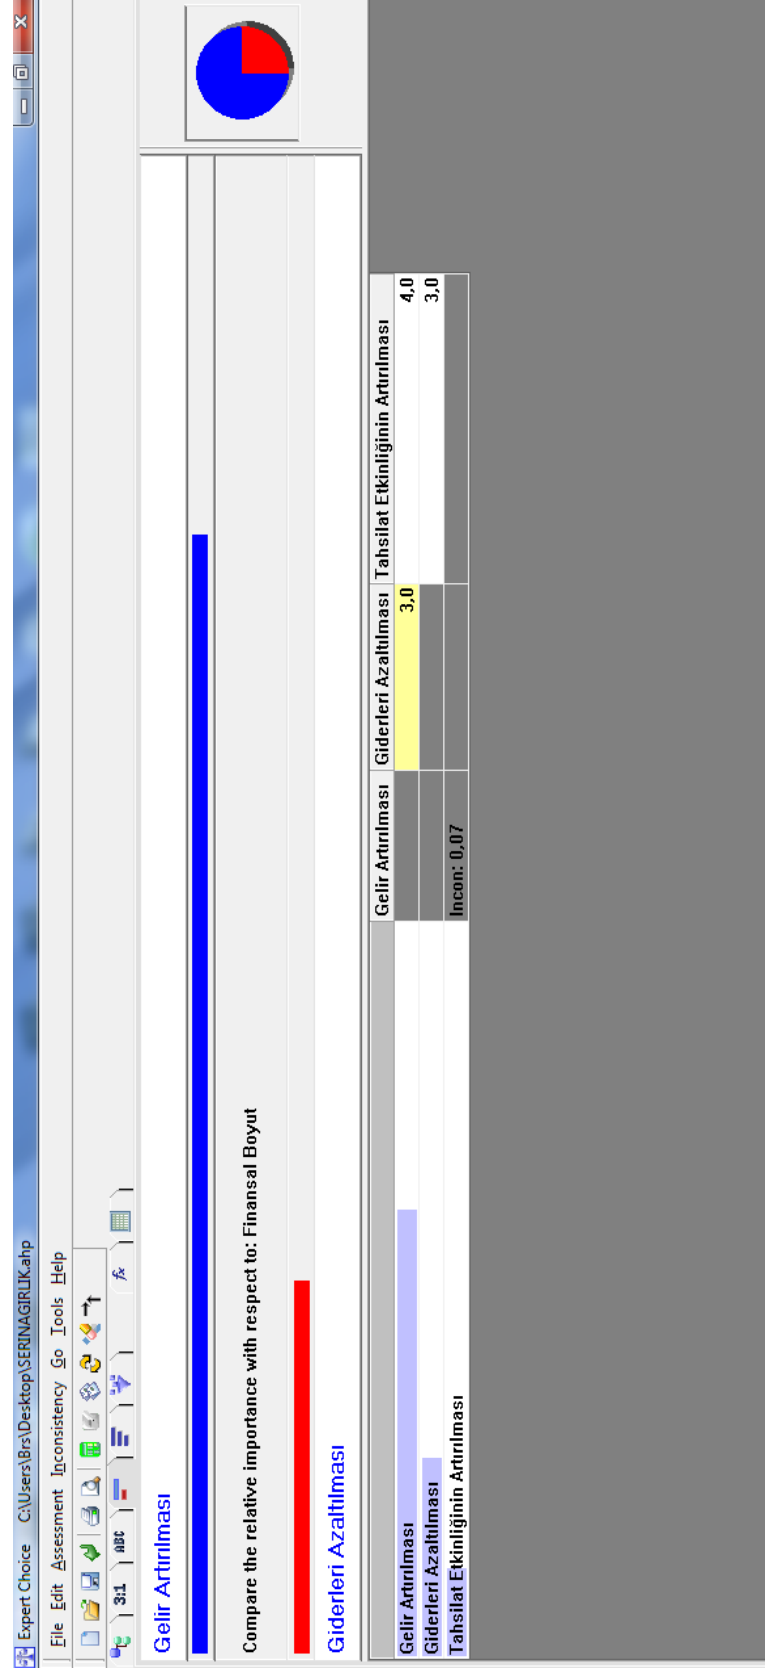 Expert Choice C:\Users\Brs\Desktop\SERINAGIRLIK.ahp
File Edit Assessment Inconsistency Go Tools Help
3:1 ABC fx
Gelir Artırılması
Compare the relative importance with respect to: Finansal Boyut
Giderleri Azaltılması
Gelir Artırılması Giderleri Azaltılması Tahsilat Etkinliğinin Artırılması
Gelir Artırılması 3,0 4,0
Giderleri Azaltılması 3,0
Tahsilat Etkinliğinin Artırılması Incon: 0,07